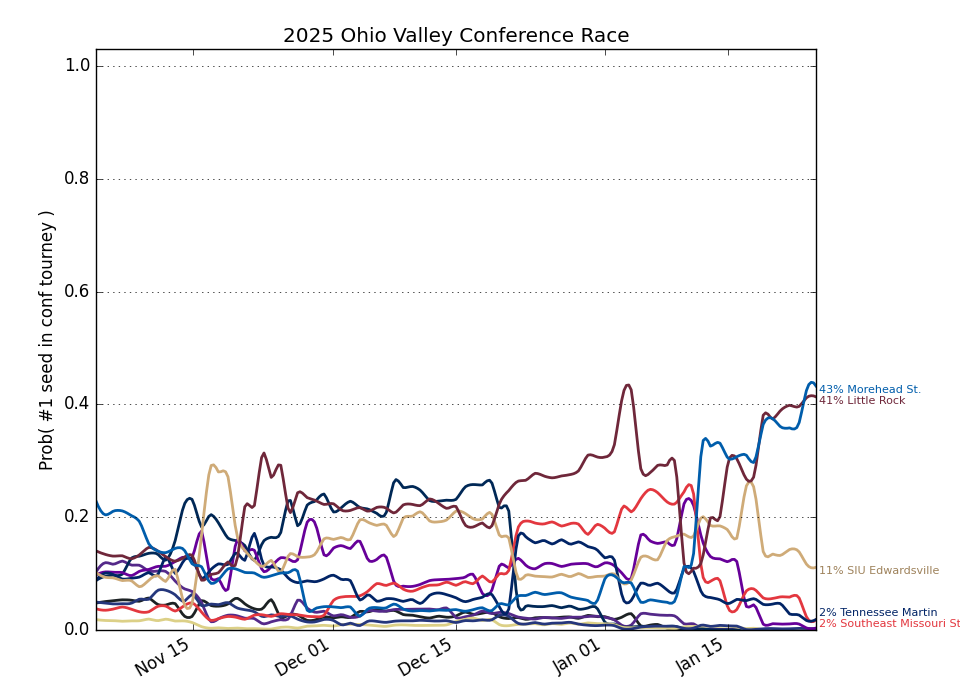 2025 Ohio Valley Conference Race
Prob( #1 seed in conf tourney )
1.0
0.8
0.6
0.4
0.2
0.0
43% Morehead St.
41% Little Rock
11% SIU Edwardsville
2% Tennessee Martin
2% Southeast Missouri St
Nov 15
Dec 01
Dec 15
Jan 01
Jan 15